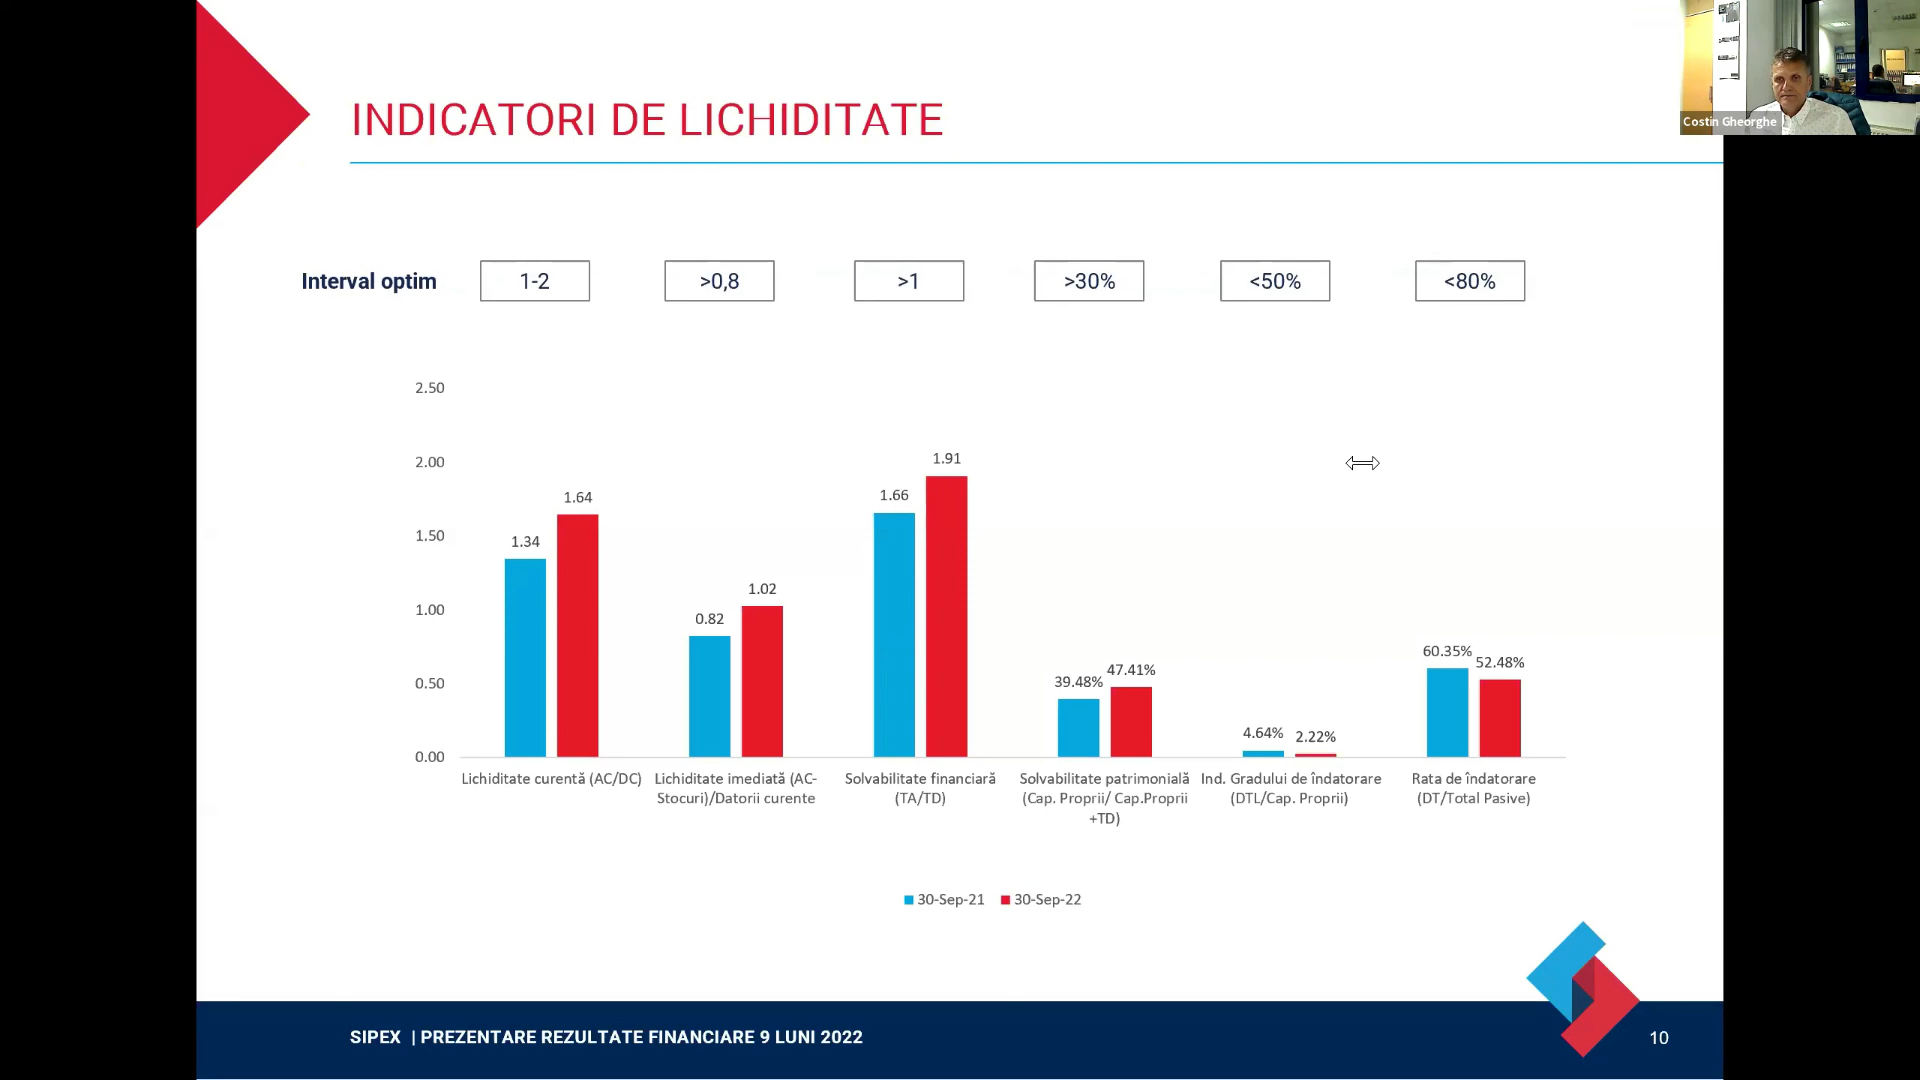 INDICATORI DE LICHIDITATE
Costin Gheorghe
Interval optim
1-2
>0,8
>1
>30%
<50%
<80%
2.50
2.00
1.50
1.00
0.50
0.00
1.34
1.64
0.82
1.02
1.66
1.91
39.48%
47.41%
4.64%
2.22%
60.35%
52.48%
Lichiditate curentă (AC/DC)
Lichiditate imediată (AC-
Stocuri)/Datorii curente
Solvabilitate financiară
(TA/TD)
Solvabilitate patrimonială
(Cap. Proprii/ Cap.Proprii
+TD)
Ind. Gradului de îndatorare
(DTL/Cap. Proprii)
Rata de îndatorare
(DT/Total Pasive)
30-Sep-21
30-Sep-22
SIPEX | PREZENTARE REZULTATE FINANCIARE 9 LUNI 2022
10